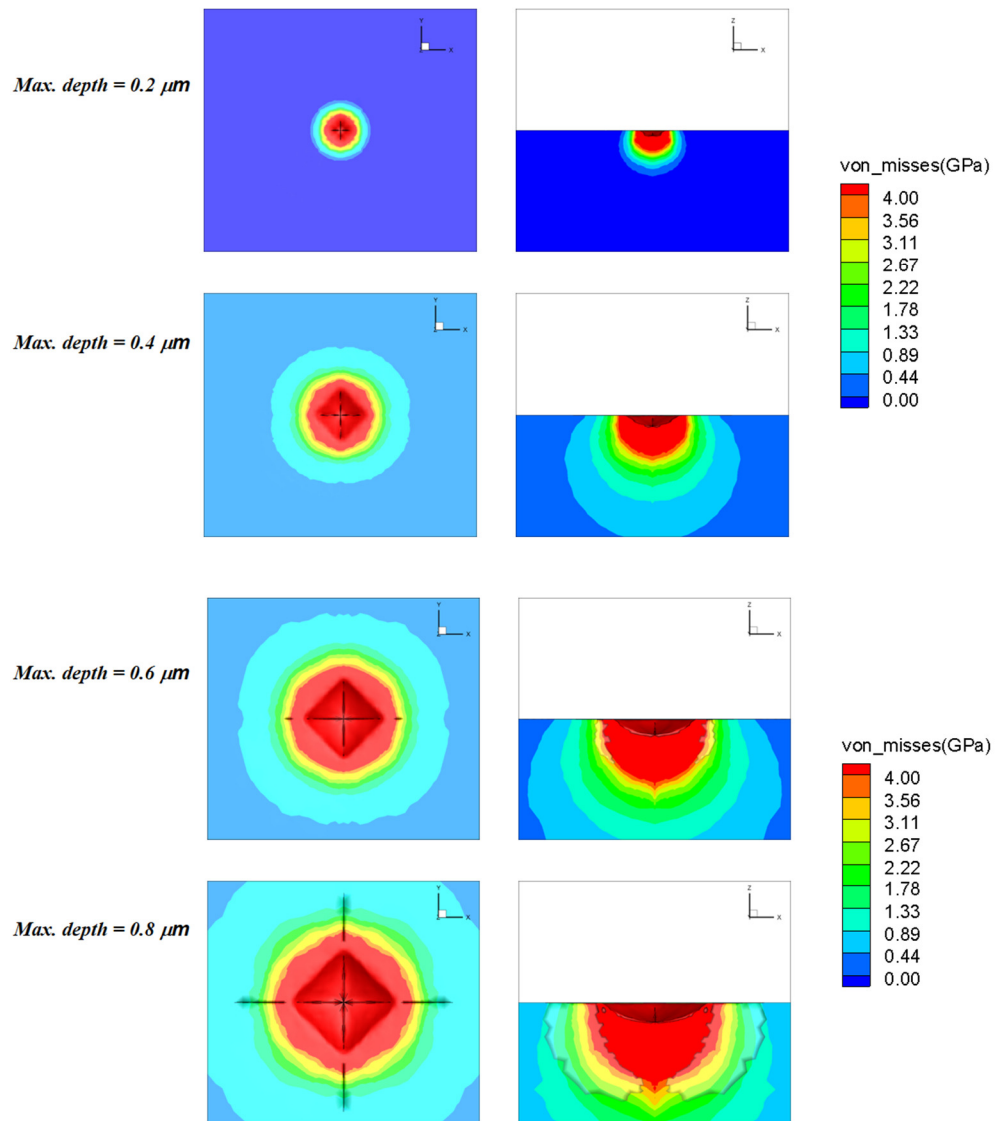 Y
X
Z
X
Max. depth = 0.2 μm
von_misses(GPa)
4.00
3.56
3.11
2.67
2.22
1.78
1.33
0.89
0.44
0.00
Y
X
Z
X
Max. depth = 0.4 μm
Y
X
Z
X
Max. depth = 0.6 μm
von_misses(GPa)
4.00
3.56
3.11
2.67
2.22
1.78
1.33
0.89
0.44
0.00
Y
X
Z
X
Max. depth = 0.8 μm